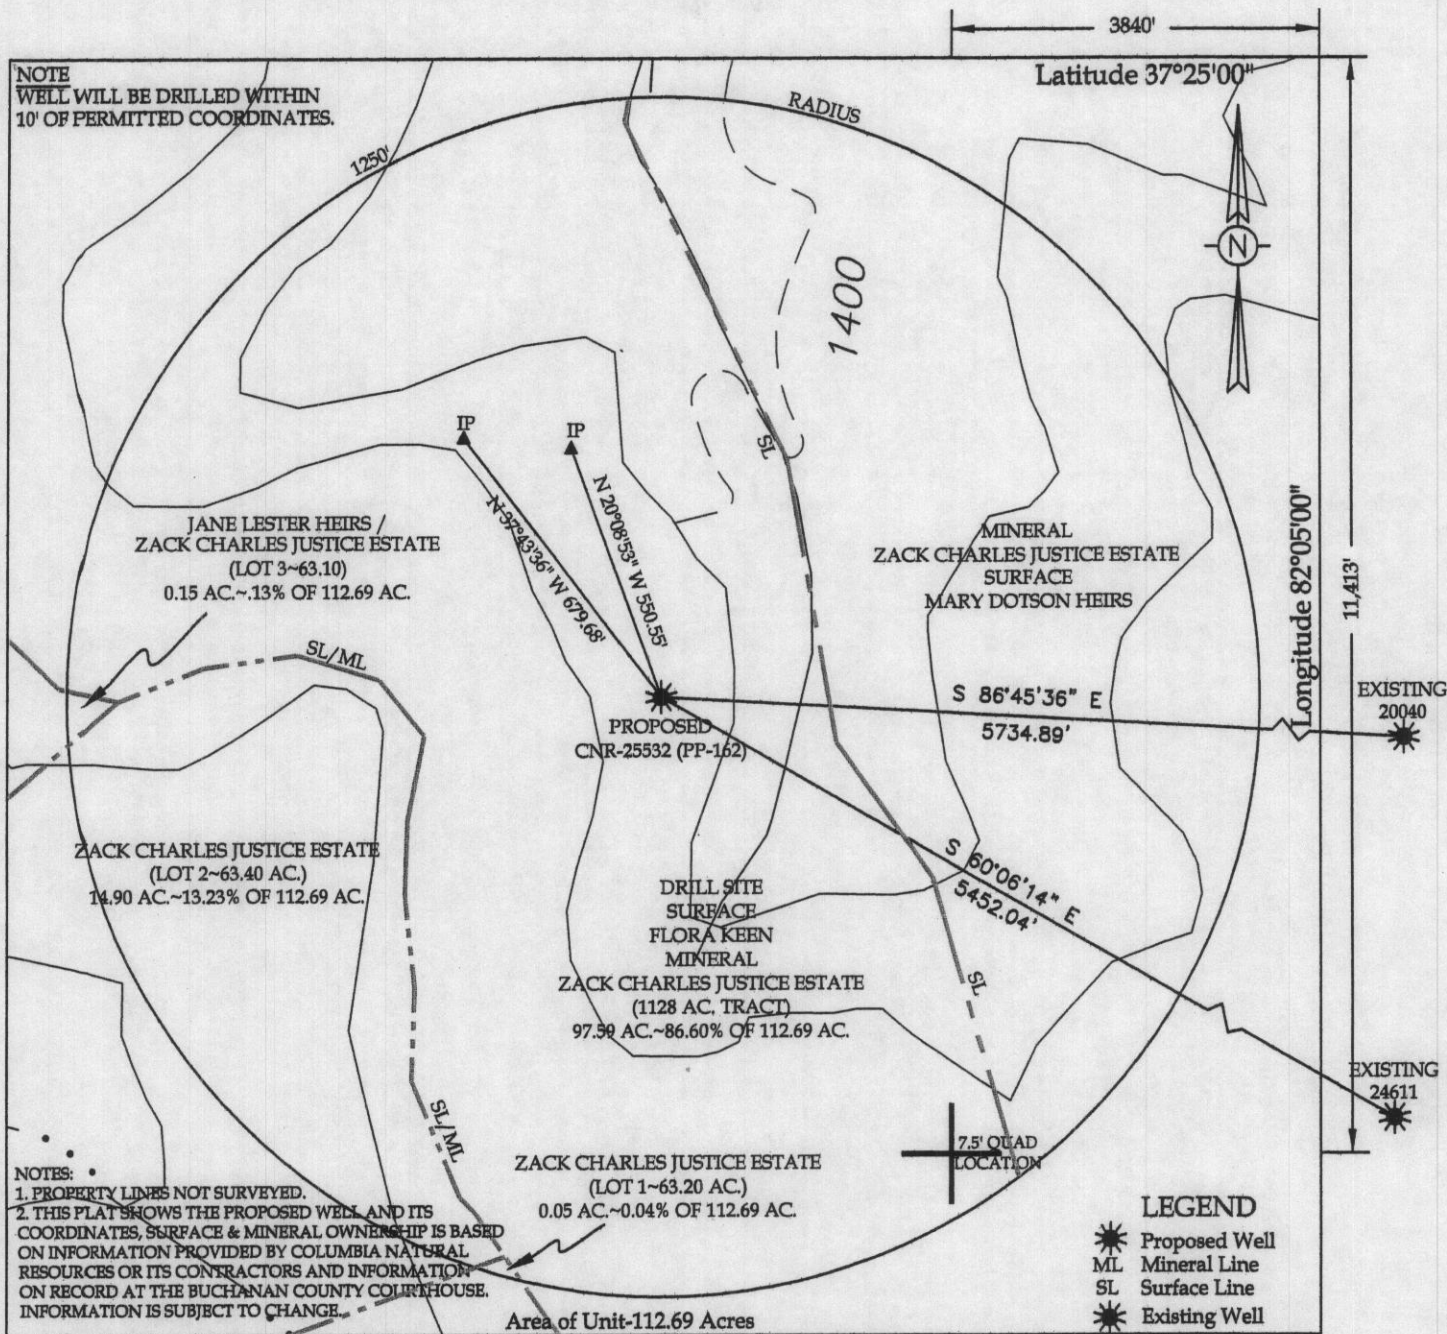 3840'
Latitude 37°25'00"
NOTE
WELL WILL BE DRILLED WITHIN
10' OF PERMITTED COORDINATES.
RADIUS
1250'
N
1400
IP
IP
SL
N 37°43'36" W 679.68'
N 20°08'53" W 550.55'
JANE LESTER HEIRS /
ZACK CHARLES JUSTICE ESTATE
(LOT 3~63.10)
0.15 AC.~.13% OF 112.69 AC.
MINERAL
ZACK CHARLES JUSTICE ESTATE
SURFACE
MARY DOTSON HEIRS
Longitude 82°05'00"
11,413'
SL/ML
PROPOSED
CNR-25532 (PP-162)
S 86°45'36" E
5734.89'
EXISTING
20040
ZACK CHARLES JUSTICE ESTATE
(LOT 2~63.40 AC.)
14.90 AC.~13.23% OF 112.69 AC.
S 60°06'14" E
5452.04'
DRILL SITE
SURFACE
FLORA KEEN
MINERAL
ZACK CHARLES JUSTICE ESTATE
(1128 AC. TRACT)
97.59 AC.~86.60% OF 112.69 AC.
SL
EXISTING
24611
SL/ML
7.5' QUAD
LOCATION
ZACK CHARLES JUSTICE ESTATE
(LOT 1~63.20 AC.)
0.05 AC.~0.04% OF 112.69 AC.
NOTES:
1. PROPERTY LINES NOT SURVEYED.
2. THIS PLAT SHOWS THE PROPOSED WELL AND ITS
COORDINATES, SURFACE & MINERAL OWNERSHIP IS BASED
ON INFORMATION PROVIDED BY COLUMBIA NATURAL
RESOURCES OR ITS CONTRACTORS AND INFORMATION
ON RECORD AT THE BUCHANAN COUNTY COURTHOUSE.
INFORMATION IS SUBJECT TO CHANGE.
Area of Unit-112.69 Acres
LEGEND
Proposed Well
ML Mineral Line
SL Surface Line
Existing Well